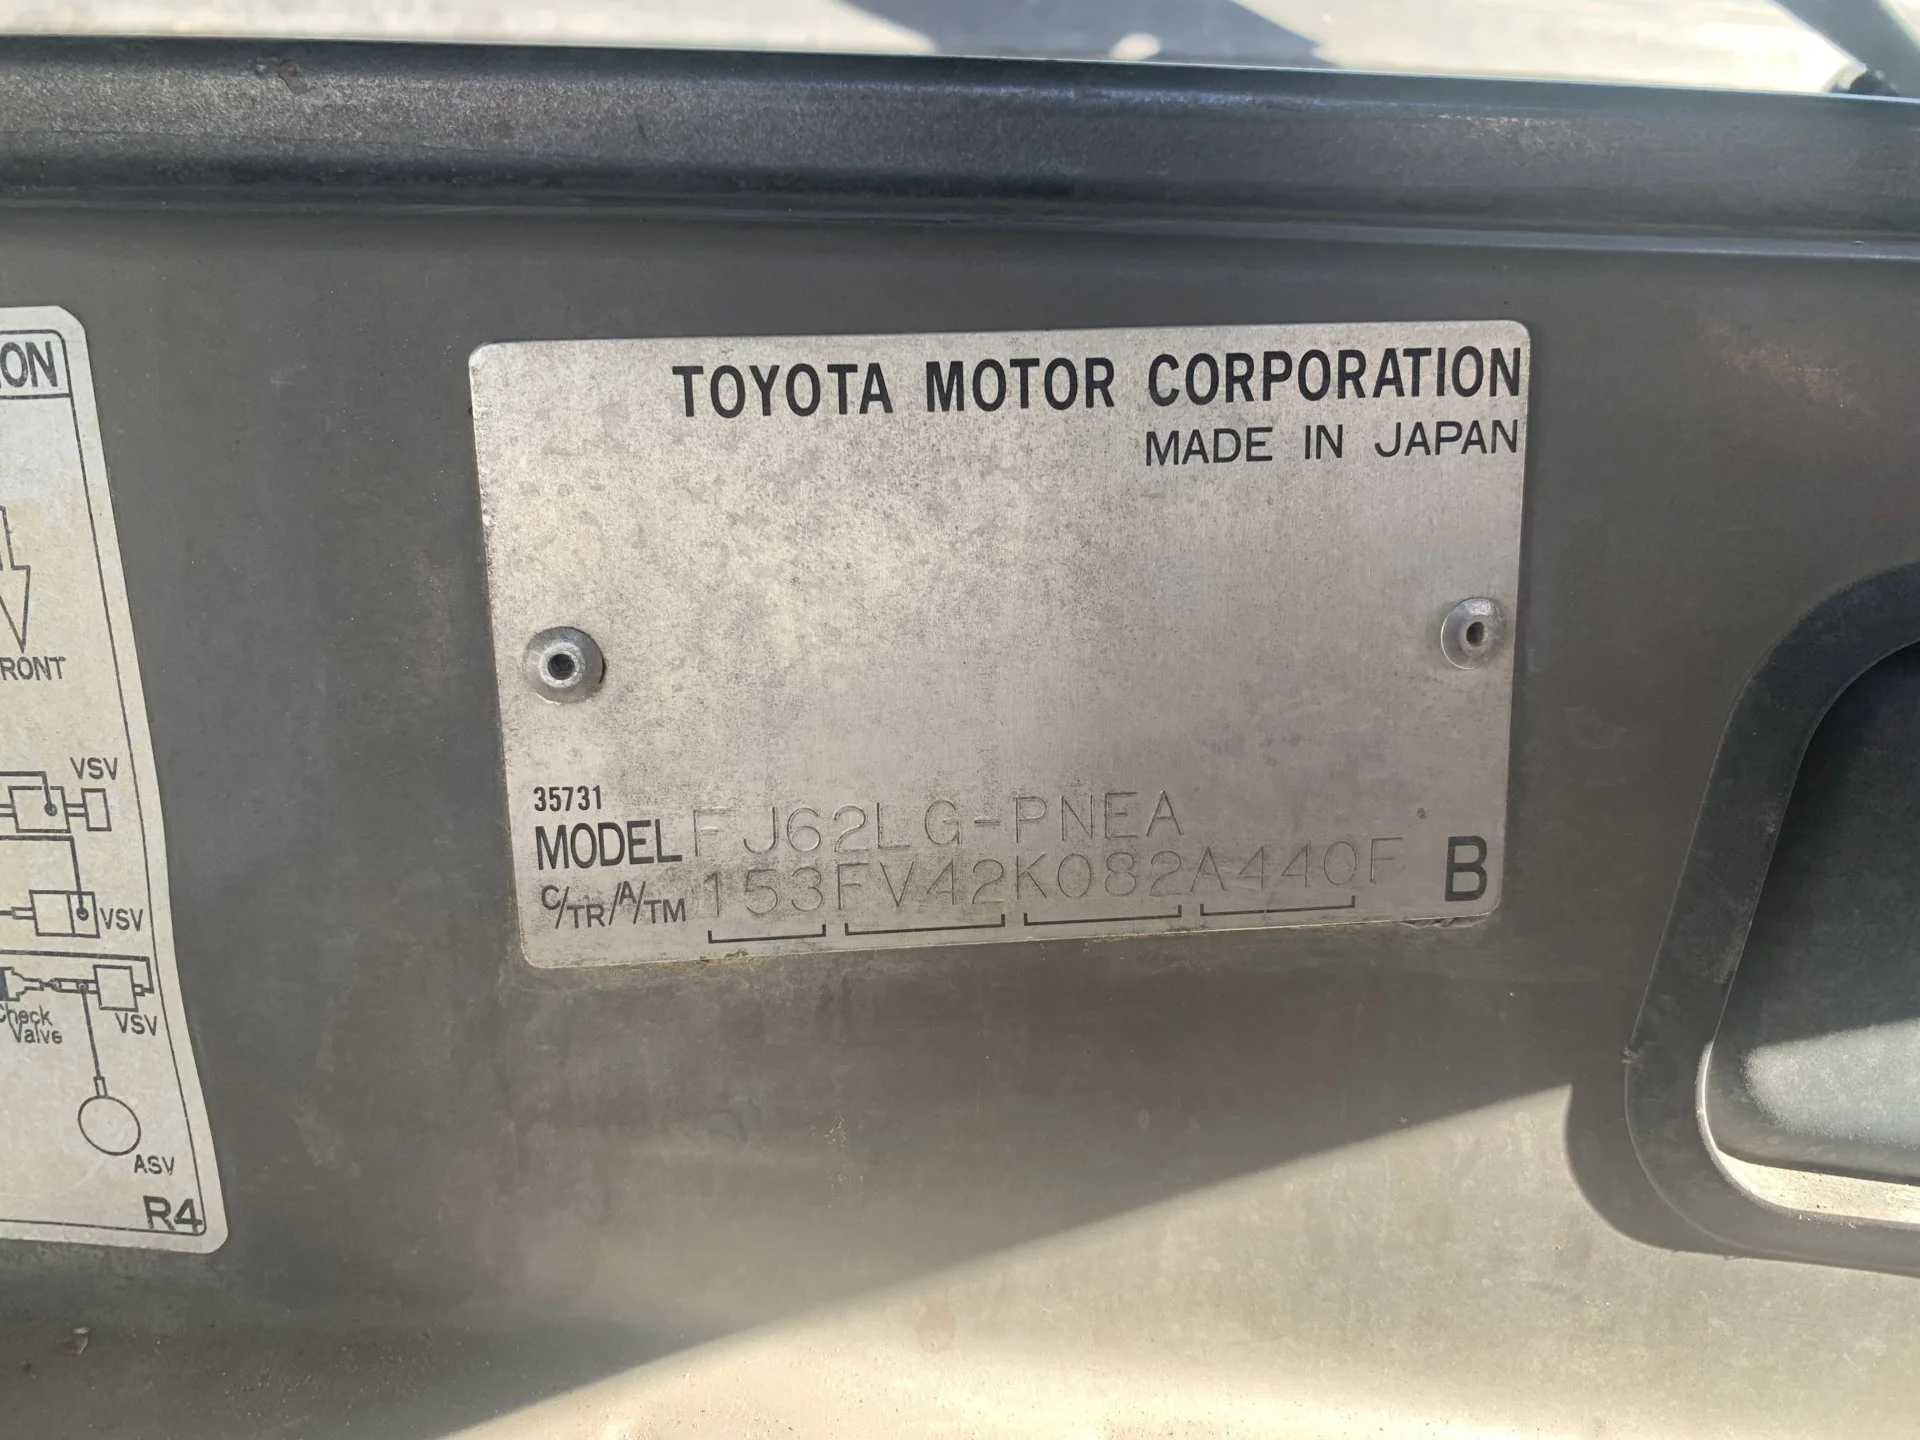 ION
RONT
VSV
VSV
Check
Valve
VSV
ASV
R4
TOYOTA MOTOR CORPORATION
MADE IN JAPAN
35731
MODEL FJ62LG-PNEA
C/TR/A/TM 153FV42K082A440F B